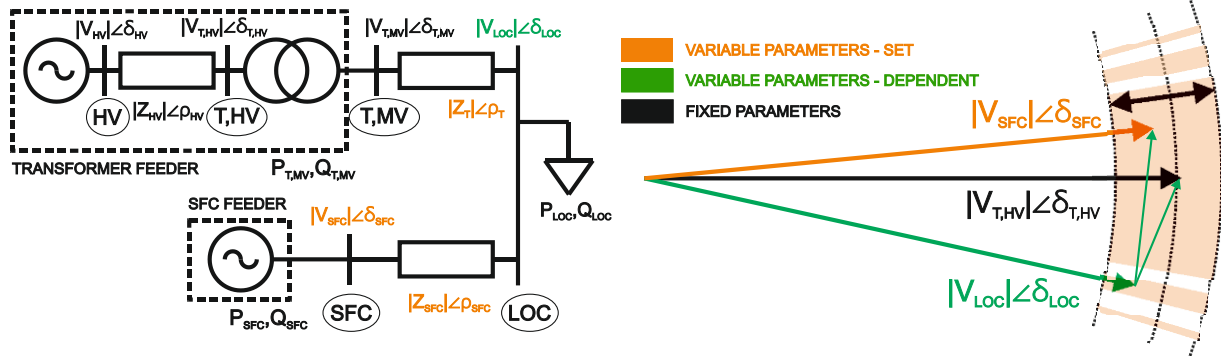 |V_HV|∠δ_HV
|V_T,HV|∠δ_T,HV
|V_T,MV|∠δ_T,MV
|V_LOC|∠δ_LOC
|Z_HV|∠ρ_HV
HV
T,HV
T,MV
|Z_T|∠ρ_T
TRANSFORMER FEEDER
P_T,MV,Q_T,MV
P_LOC,Q_LOC
SFC FEEDER
|V_SFC|∠δ_SFC
|Z_SFC|∠ρ_SFC
P_SFC,Q_SFC
SFC
LOC
VARIABLE PARAMETERS - SET
VARIABLE PARAMETERS - DEPENDENT
FIXED PARAMETERS
|V_SFC|∠δ_SFC
|V_T,HV|∠δ_T,HV
|V_LOC|∠δ_LOC